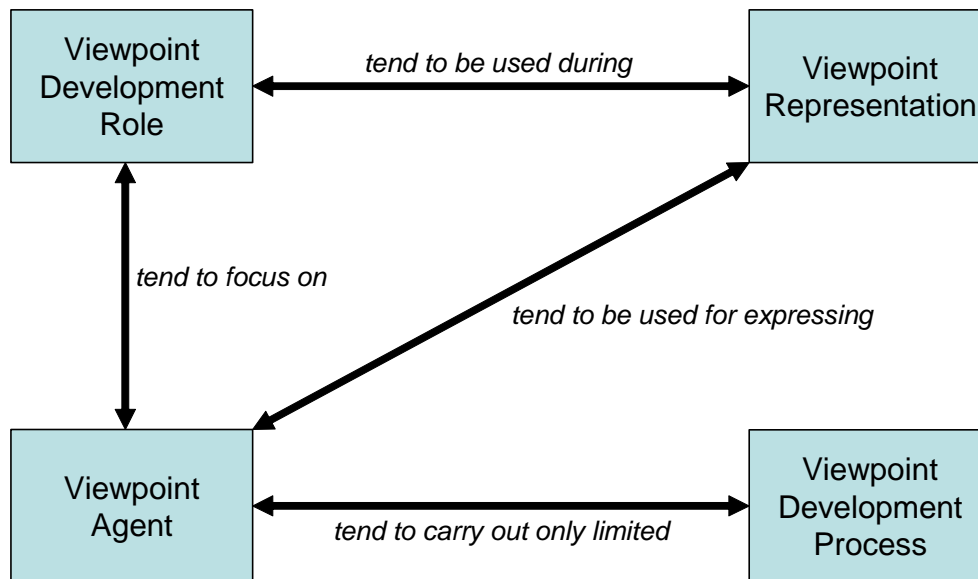 Viewpoint
Development
Role
tend to be used during
Viewpoint
Representation
tend to focus on
tend to be used for expressing
Viewpoint
Agent
tend to carry out only limited
Viewpoint
Development
Process